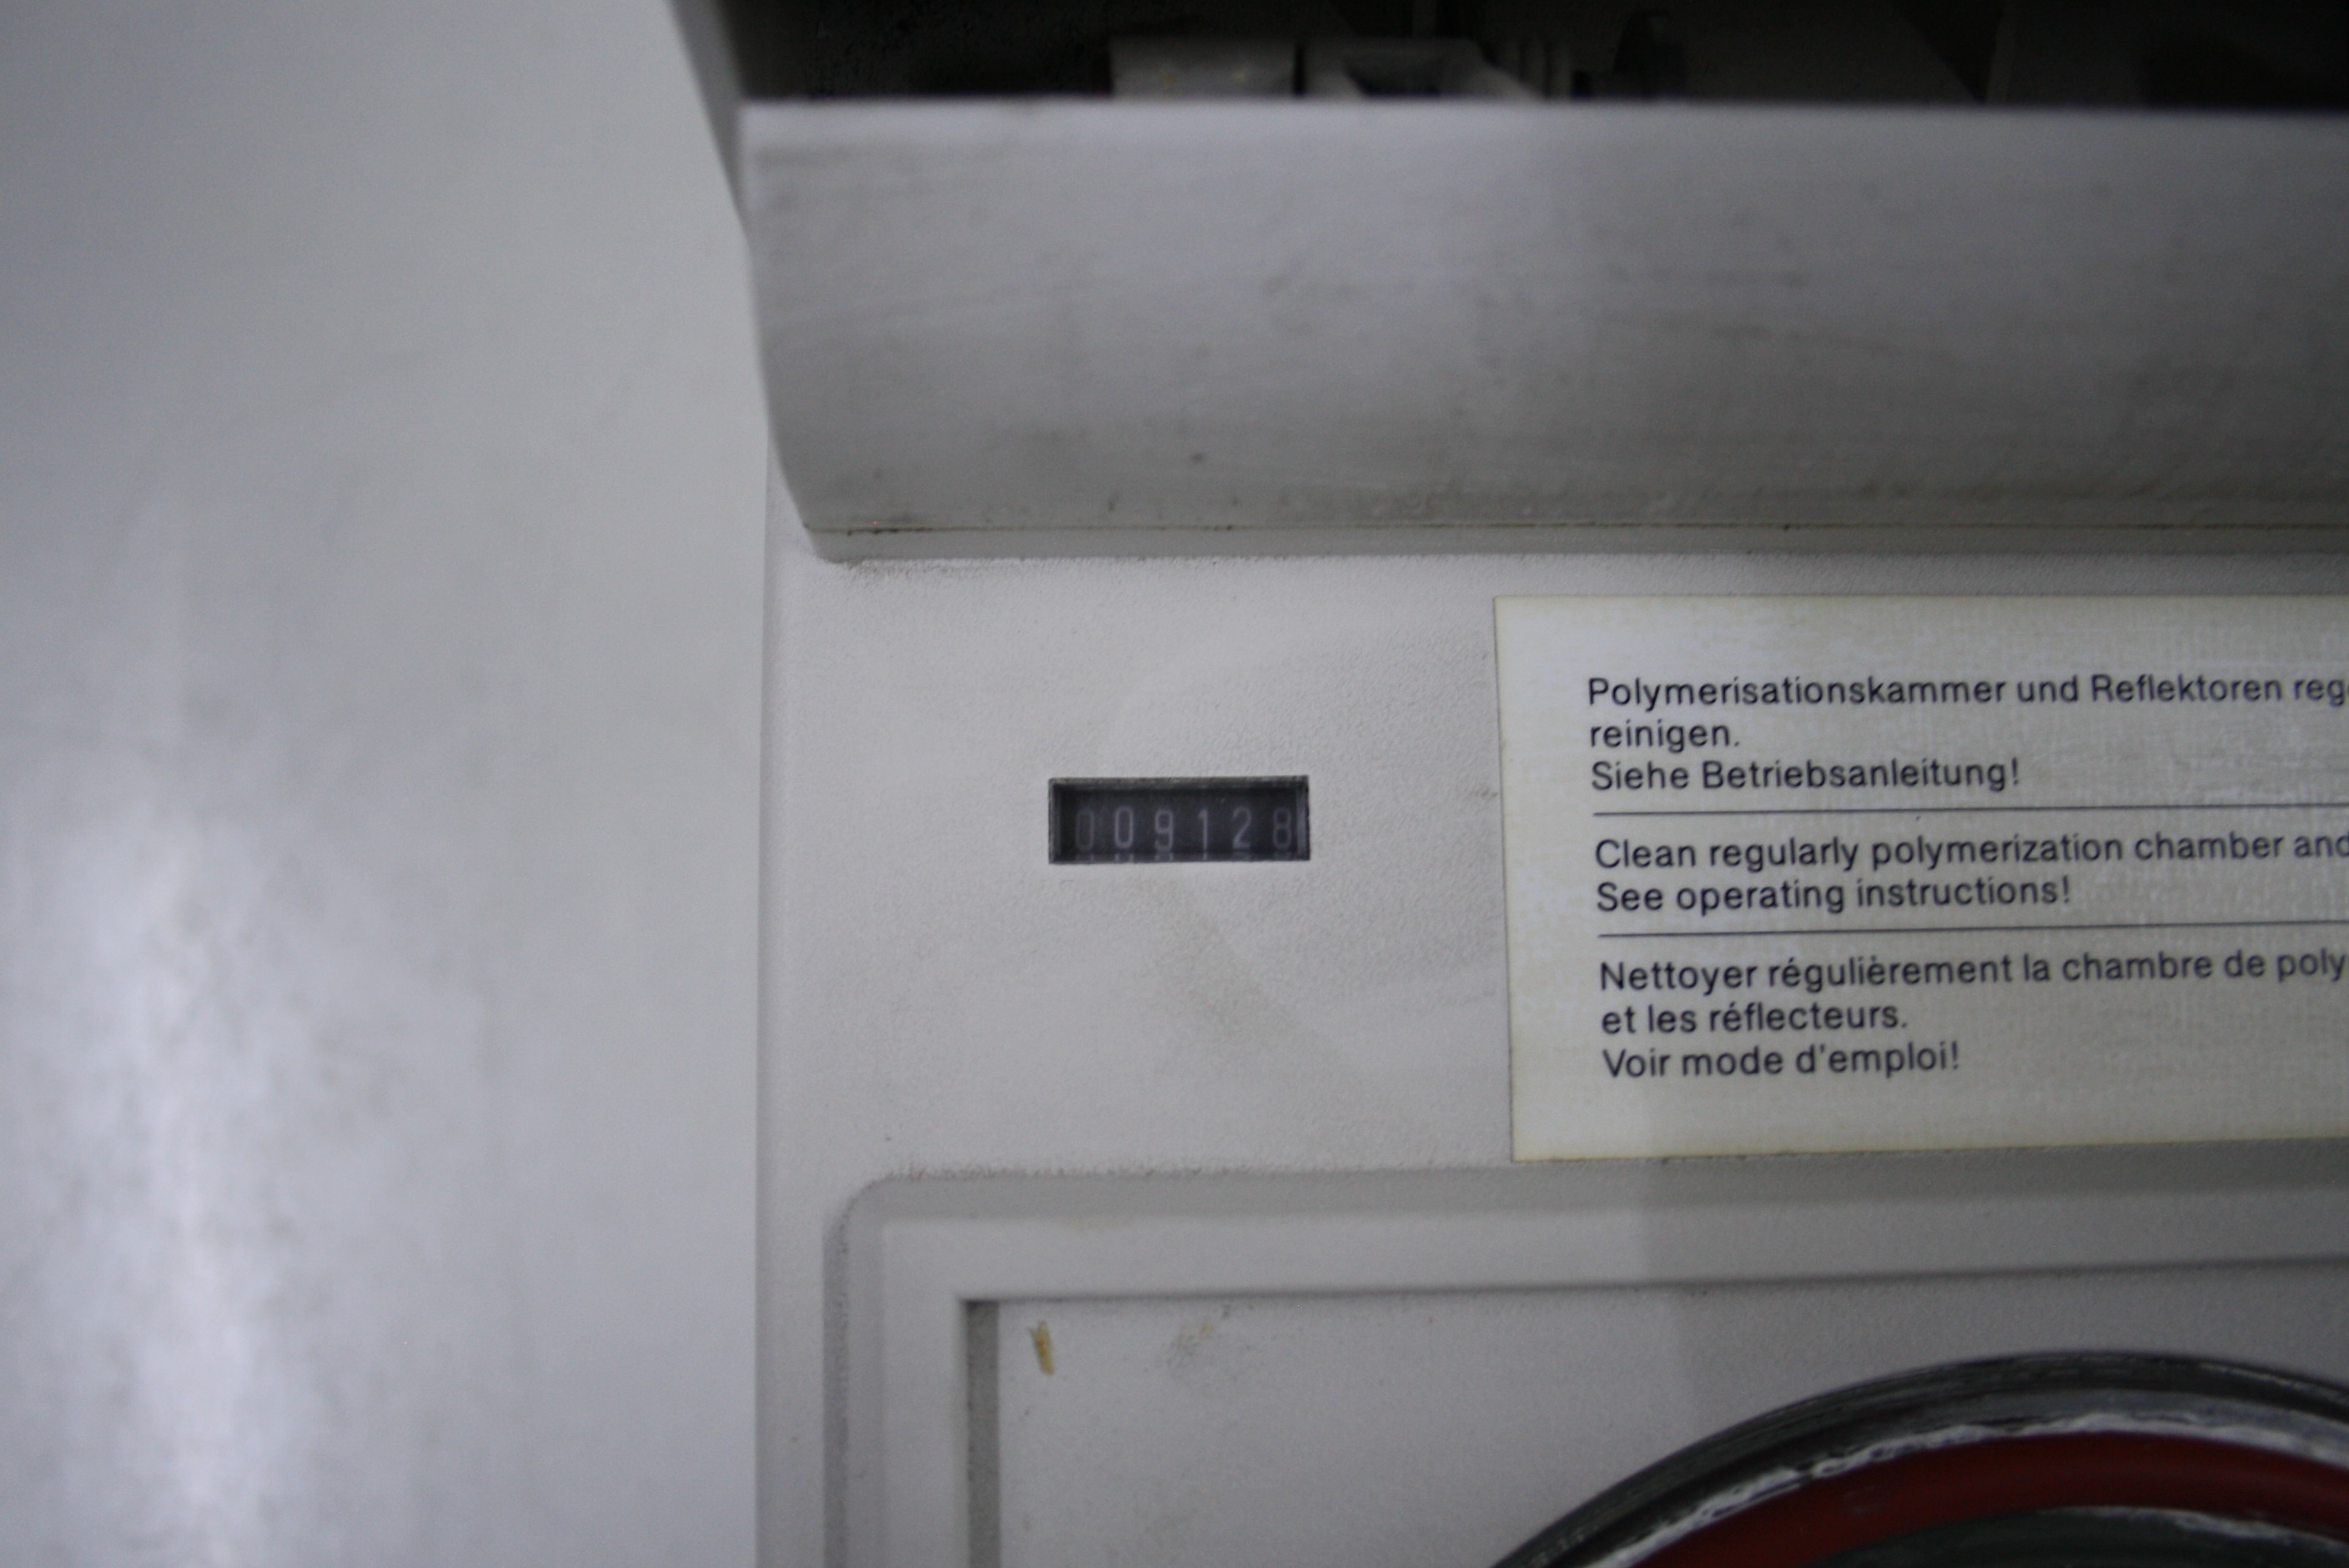 009128
Polymerisationskammer und Reflektoren reg
reinigen.
Siehe Betriebsanleitung!
Clean regularly polymerization chamber and
See operating instructions!
Nettoyer régulièrement la chambre de poly
et les réflecteurs.
Voir mode d'emploi!